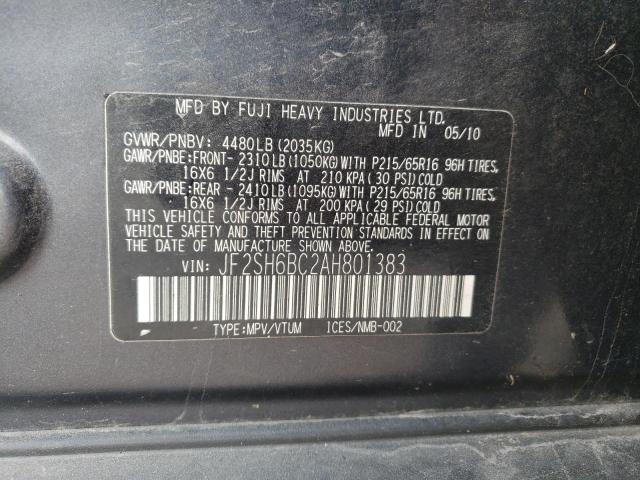 MFD BY FUJI HEAVY INDUSTRIES LTD.
MFD IN 05/10
GVWR/PNBV: 4480LB (2035KG)
GAWR/PNBE:FRONT- 2310LB(1050KG)WITH P215/65R16 96H TIRES,
16X6 1/2J RIMS AT 210 KPA ( 30 PSI)COLD
GAWR/PNBE:REAR - 2410LB(1095KG)WITH P215/65R16 96H TIRES,
16X6 1/2J RIMS AT 200 KPA ( 29 PSI)COLD
THIS VEHICLE CONFORMS TO ALL APPLICABLE FEDERAL MOTOR
VEHICLE SAFETY AND THEFT PREVENTION STANDARDS IN EFFECT
ON THE DATE OF MANUFACTURE SHOWN ABOVE.
VIN: JF2SH6BC2AH801383
TYPE:MPV/VTUM ICES/NMB-002